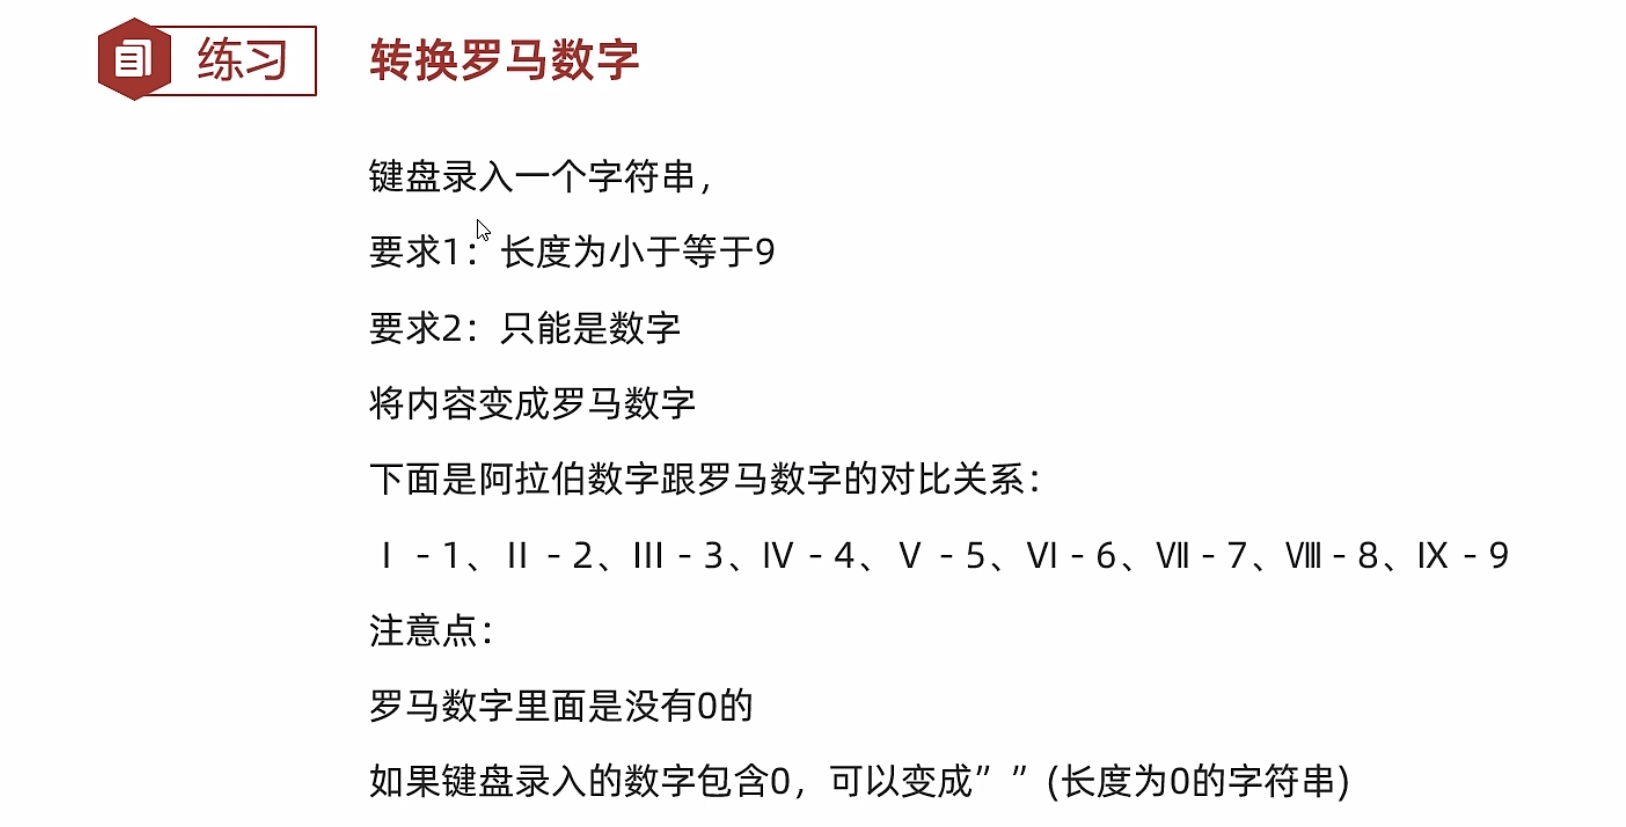 练习
转换罗马数字
键盘录入一个字符串，
要求1：长度为小于等于9
要求2：只能是数字
将内容变成罗马数字
下面是阿拉伯数字跟罗马数字的对比关系：
Ⅰ - 1、Ⅱ - 2、Ⅲ - 3、Ⅳ - 4、Ⅴ - 5、Ⅵ - 6、Ⅶ - 7、Ⅷ - 8、Ⅸ - 9
注意点：
罗马数字里面是没有0的
如果键盘录入的数字包含0，可以变成” ” (长度为0的字符串)